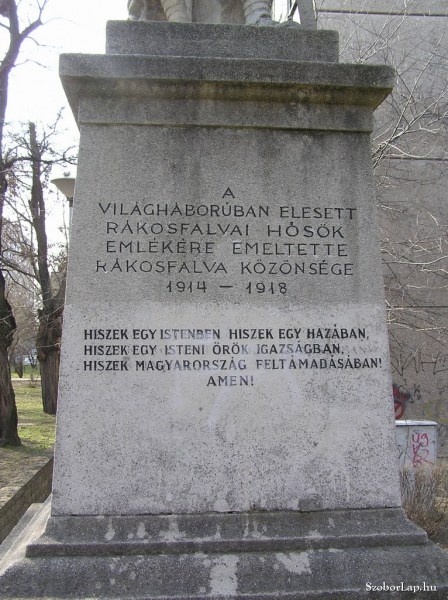 A
VILÁGHÁBORÚBAN ELESETT
RÁKOSFALVAI HŐSÖK
EMLÉKÉRE EMELTETTE
RÁKOSFALVA KÖZÖNSÉGE
1914 – 1918
HISZEK EGY ISTENBEN HISZEK EGY HAZÁBAN,
HISZEK EGY ISTENI ÖRÖK IGAZSÁGBAN,
HISZEK MAGYARORSZÁG FELTÁMADÁSÁBAN!
AMEN!
SzoborLap.hu